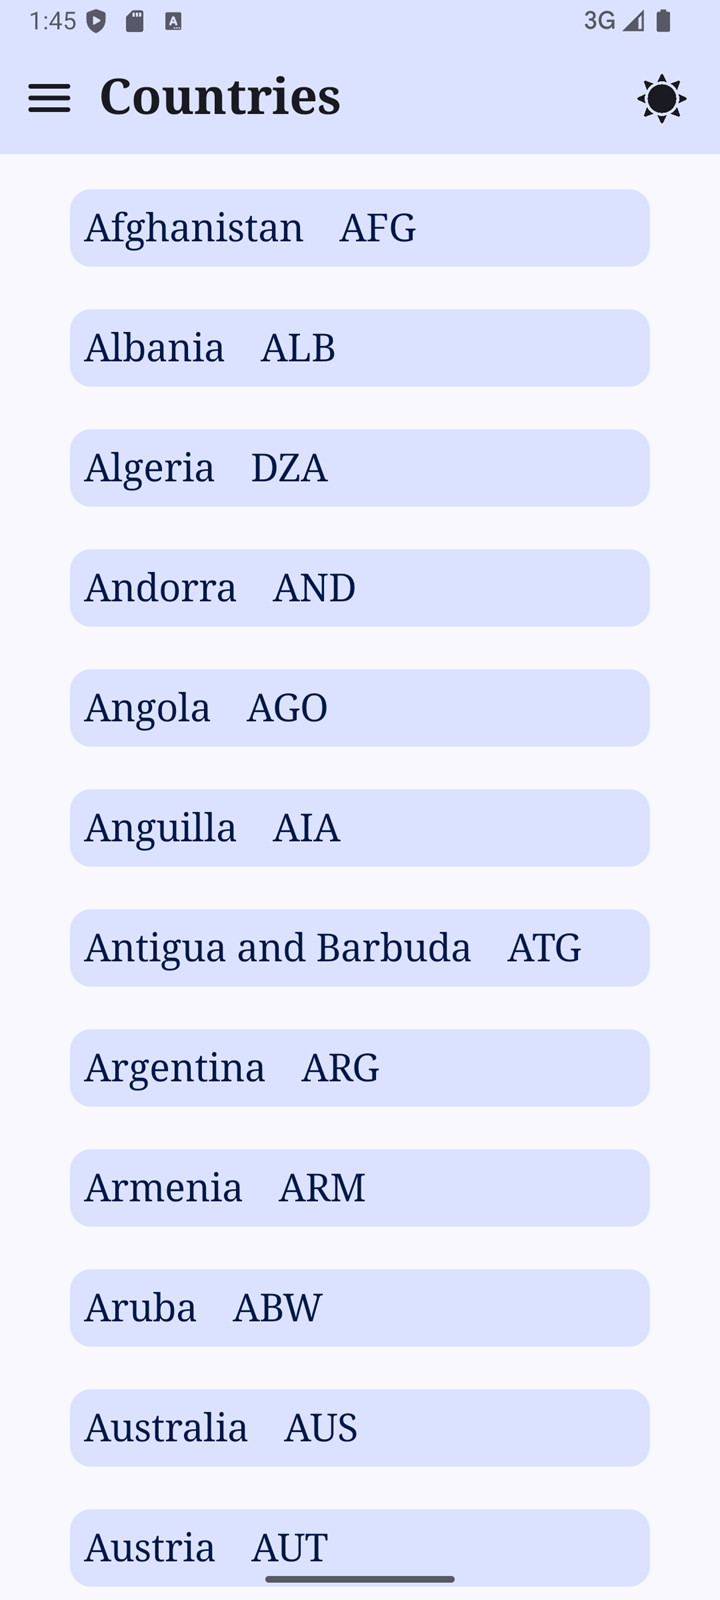 1:45 3G
Countries
Afghanistan AFG
Albania ALB
Algeria DZA
Andorra AND
Angola AGO
Anguilla AIA
Antigua and Barbuda ATG
Argentina ARG
Armenia ARM
Aruba ABW
Australia AUS
Austria AUT